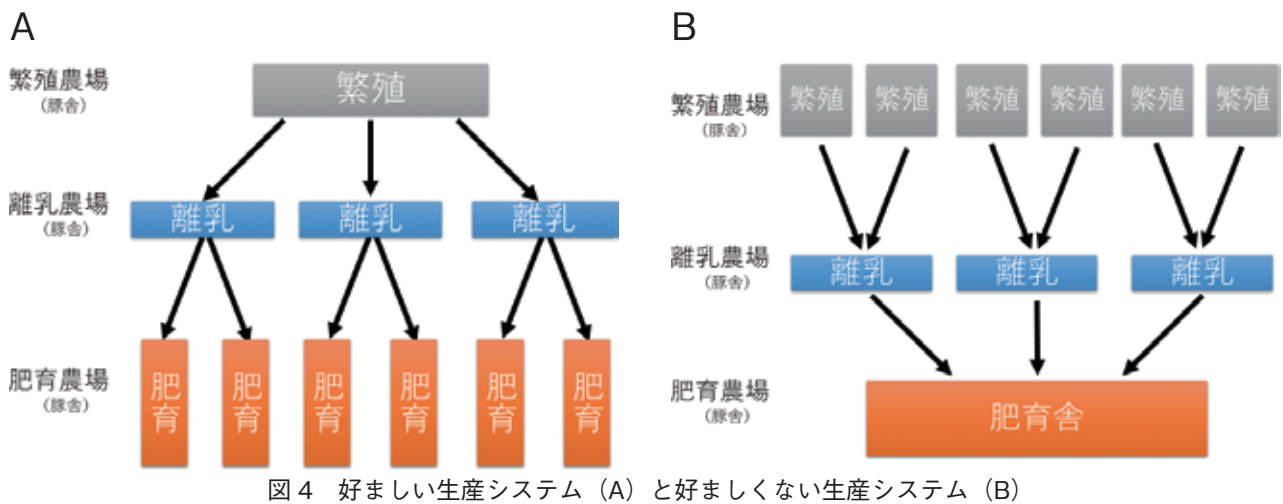 A
繁殖農場
(豚舎)
繁殖
離乳農場
(豚舎)
離乳 離乳 離乳
肥育農場
(豚舎)
肥育 肥育 肥育 肥育 肥育 肥育
B
繁殖農場
(豚舎)
繁殖 繁殖 繁殖 繁殖 繁殖 繁殖
離乳農場
(豚舎)
離乳 離乳 離乳
肥育農場
(豚舎)
肥育舎
図4 好ましい生産システム(A)と好ましくない生産システム(B)